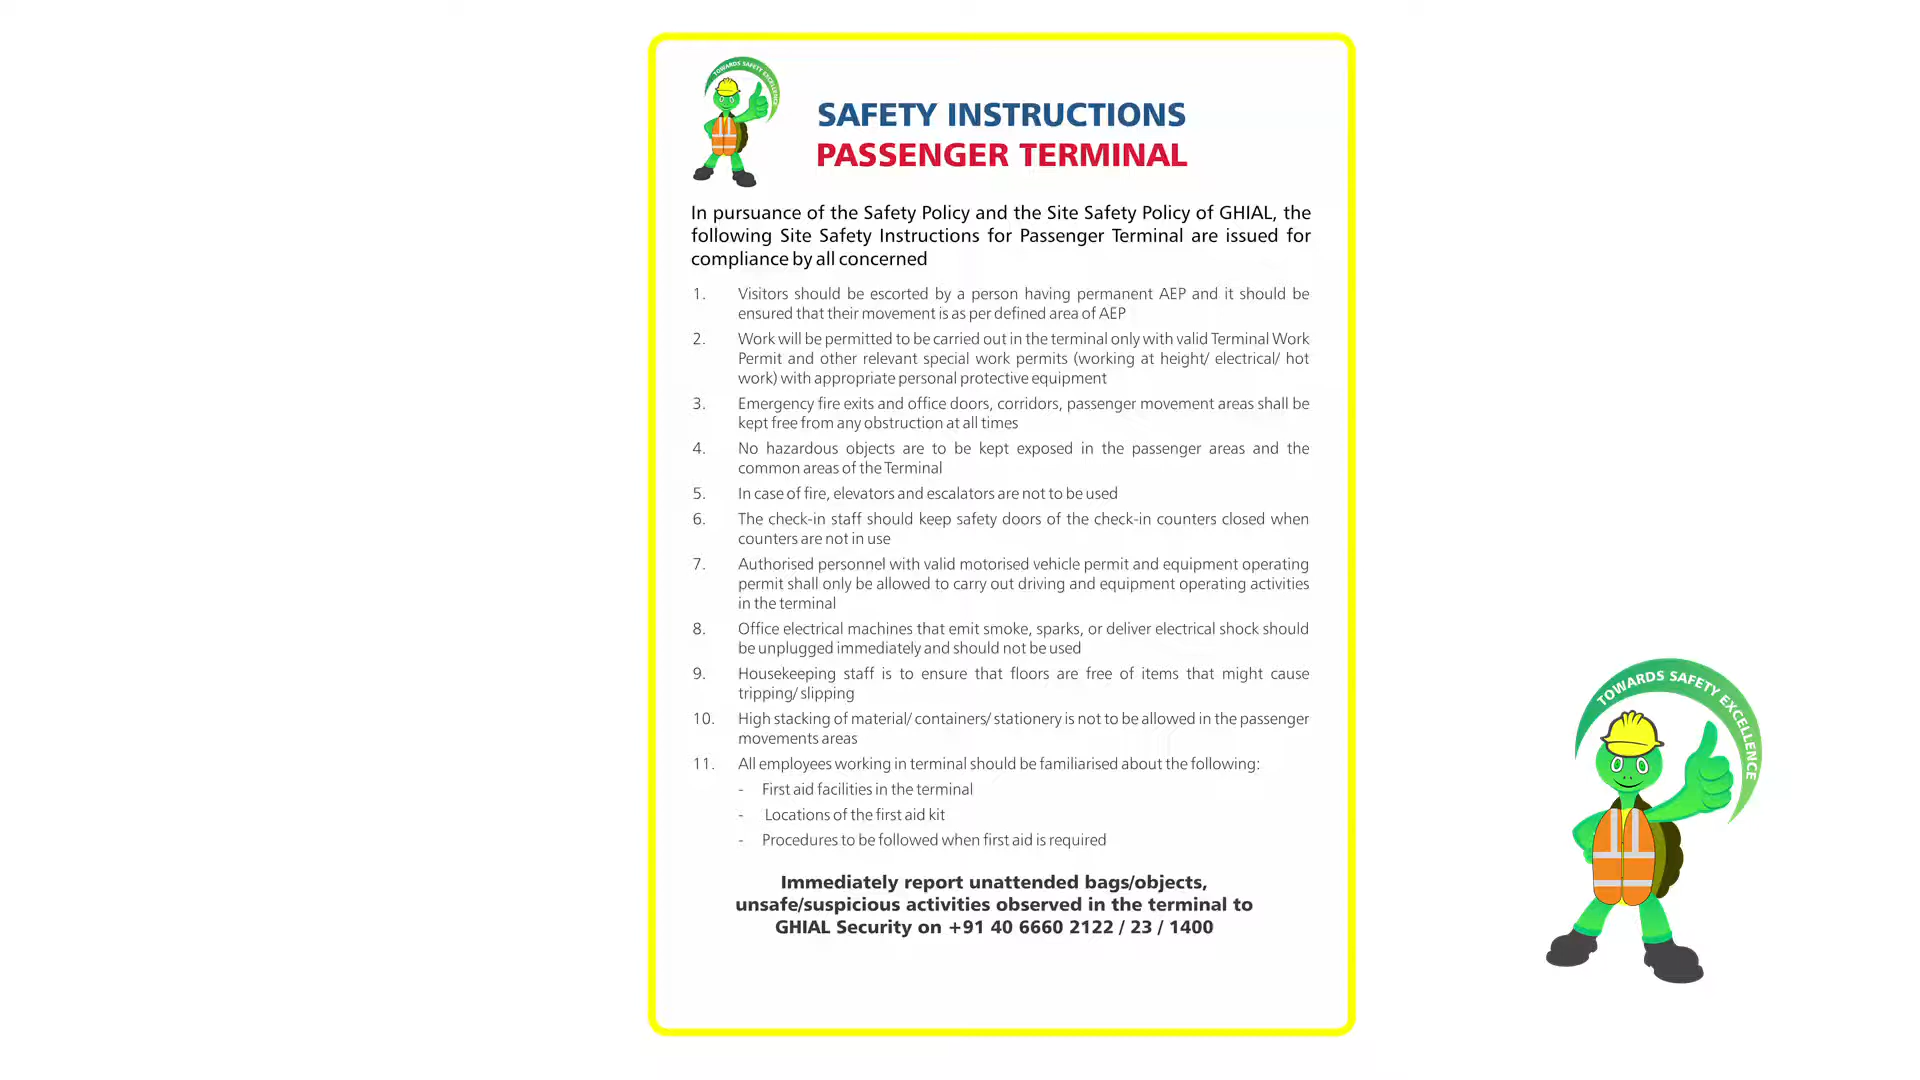 TOWARDS SAFETY EXCELLENCE
SAFETY INSTRUCTIONS
PASSENGER TERMINAL
In pursuance of the Safety Policy and the Site Safety Policy of GHIAL, the
following Site Safety Instructions for Passenger Terminal are issued for
compliance by all concerned
1. Visitors should be escorted by a person having permanent AEP and it should be
ensured that their movement is as per defined area of AEP
2. Work will be permitted to be carried out in the terminal only with valid Terminal Work
Permit and other relevant special work permits (working at height/ electrical/ hot
work) with appropriate personal protective equipment
3. Emergency fire exits and office doors, corridors, passenger movement areas shall be
kept free from any obstruction at all times
4. No hazardous objects are to be kept exposed in the passenger areas and the
common areas of the Terminal
5. In case of fire, elevators and escalators are not to be used
6. The check-in staff should keep safety doors of the check-in counters closed when
counters are not in use
7. Authorised personnel with valid motorised vehicle permit and equipment operating
permit shall only be allowed to carry out driving and equipment operating activities
in the terminal
8. Office electrical machines that emit smoke, sparks, or deliver electrical shock should
be unplugged immediately and should not be used
9. Housekeeping staff is to ensure that floors are free of items that might cause
tripping/ slipping
10. High stacking of material/ containers/ stationery is not to be allowed in the passenger
movements areas
11. All employees working in terminal should be familiarised about the following:
- First aid facilities in the terminal
- Locations of the first aid kit
- Procedures to be followed when first aid is required
Immediately report unattended bags/objects,
unsafe/suspicious activities observed in the terminal to
GHIAL Security on +91 40 6660 2122 / 23 / 1400
TOWARDS SAFETY EXCELLENCE